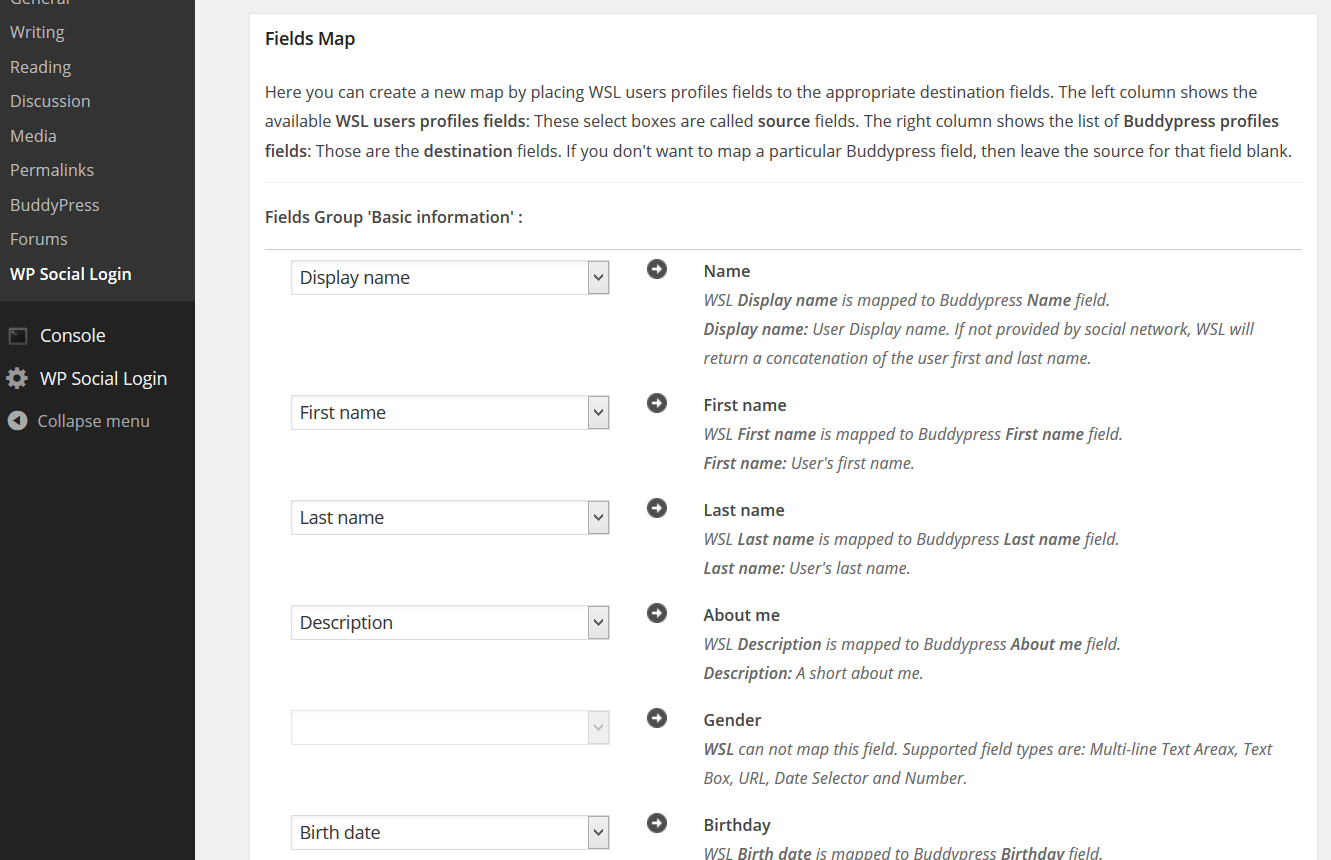 General
Writing
Reading
Discussion
Media
Permalinks
BuddyPress
Forums
WP Social Login
Console
WP Social Login
Collapse menu
Fields Map
Here you can create a new map by placing WSL users profiles fields to the appropriate destination fields. The left column shows the
available WSL users profiles fields: These select boxes are called source fields. The right column shows the list of Buddypress profiles
fields: Those are the destination fields. If you don't want to map a particular Buddypress field, then leave the source for that field blank.
Fields Group 'Basic information' :
Display name
Name
WSL Display name is mapped to Buddypress Name field.
Display name: User Display name. If not provided by social network, WSL will
return a concatenation of the user first and last name.
First name
First name
WSL First name is mapped to Buddypress First name field.
First name: User's first name.
Last name
Last name
WSL Last name is mapped to Buddypress Last name field.
Last name: User's last name.
Description
About me
WSL Description is mapped to Buddypress About me field.
Description: A short about me.
Gender
WSL can not map this field. Supported field types are: Multi-line Text Areax, Text
Box, URL, Date Selector and Number.
Birth date
Birthday
WSL Birth date is mapped to Buddypress Birthday field.